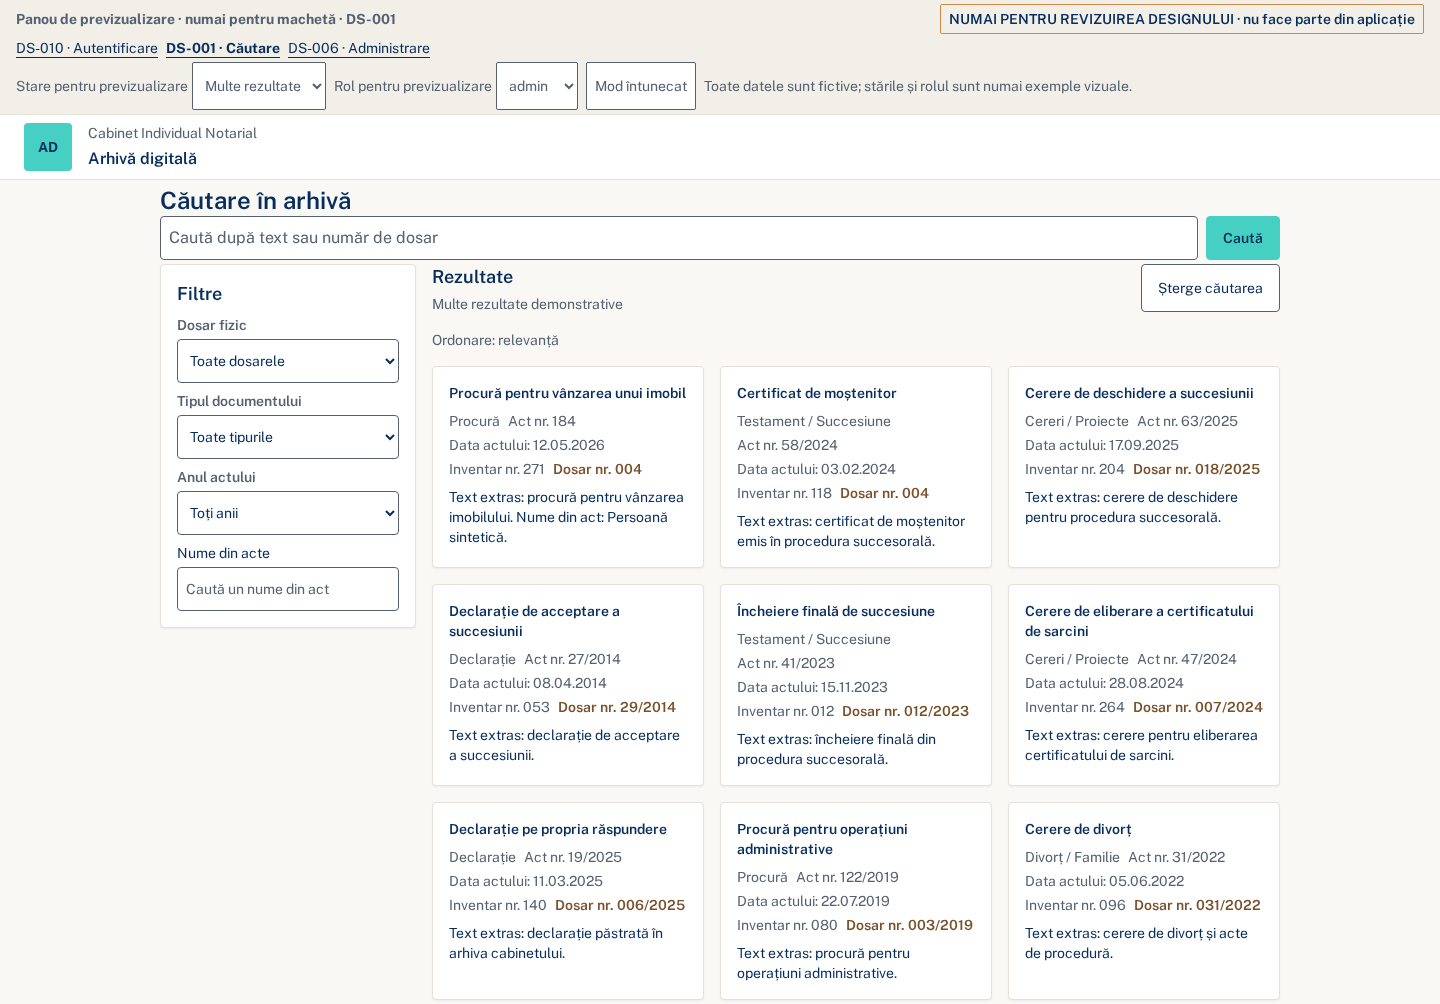 Panou de previzualizare · numai pentru machetă · DS-001
NUMAI PENTRU REVIZUIREA DESIGNULUI · nu face parte din aplicație
DS-010 · Autentificare DS-001 · Căutare DS-006 · Administrare
Stare pentru previzualizare Multe rezultate Rol pentru previzualizare admin Mod întunecat Toate datele sunt fictive; stările și rolul sunt numai exemple vizuale.
AD
Cabinet Individual Notarial
Arhivă digitală
Căutare în arhivă
Caută după text sau număr de dosar
Caută
Filtre
Dosar fizic
Toate dosarele
Tipul documentului
Toate tipurile
Anul actului
Toți anii
Nume din acte
Caută un nume din act
Rezultate
Multe rezultate demonstrative
Șterge căutarea
Ordonare: relevanță
Procură pentru vânzarea unui imobil
Procură Act nr. 184
Data actului: 12.05.2026
Inventar nr. 271 Dosar nr. 004
Text extras: procură pentru vânzarea
imobilului. Nume din act: Persoană
sintetică.
Certificat de moștenitor
Testament / Succesiune
Act nr. 58/2024
Data actului: 03.02.2024
Inventar nr. 118 Dosar nr. 004
Text extras: certificat de moștenitor
emis în procedura succesorală.
Cerere de deschidere a succesiunii
Cereri / Proiecte Act nr. 63/2025
Data actului: 17.09.2025
Inventar nr. 204 Dosar nr. 018/2025
Text extras: cerere de deschidere
pentru procedura succesorală.
Declarație de acceptare a
succesiunii
Declarație Act nr. 27/2014
Data actului: 08.04.2014
Inventar nr. 053 Dosar nr. 29/2014
Text extras: declarație de acceptare
a succesiunii.
Încheiere finală de succesiune
Testament / Succesiune
Act nr. 41/2023
Data actului: 15.11.2023
Inventar nr. 012 Dosar nr. 012/2023
Text extras: încheiere finală din
procedura succesorală.
Cerere de eliberare a certificatului
de sarcini
Cereri / Proiecte Act nr. 47/2024
Data actului: 28.08.2024
Inventar nr. 264 Dosar nr. 007/2024
Text extras: cerere pentru eliberarea
certificatului de sarcini.
Declarație pe propria răspundere
Declarație Act nr. 19/2025
Data actului: 11.03.2025
Inventar nr. 140 Dosar nr. 006/2025
Text extras: declarație păstrată în
arhiva cabinetului.
Procură pentru operațiuni
administrative
Procură Act nr. 122/2019
Data actului: 22.07.2019
Inventar nr. 080 Dosar nr. 003/2019
Text extras: procură pentru
operațiuni administrative.
Cerere de divorț
Divorț / Familie Act nr. 31/2022
Data actului: 05.06.2022
Inventar nr. 096 Dosar nr. 031/2022
Text extras: cerere de divorț și acte
de procedură.